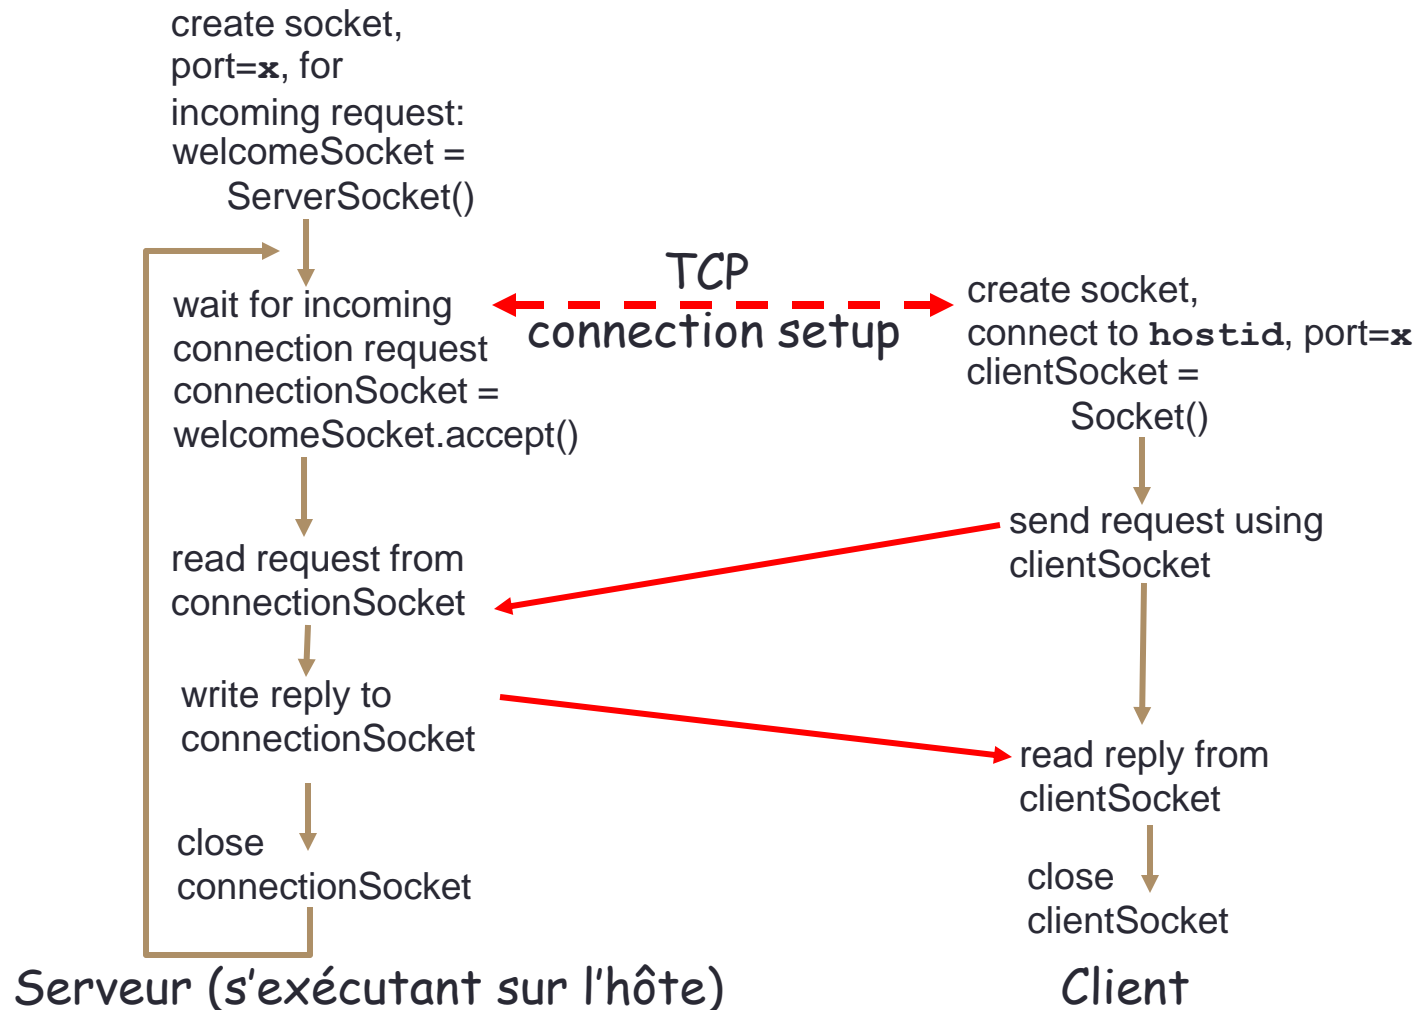 create socket,
port=x, for
incoming request:
welcomeSocket =
ServerSocket()
wait for incoming
connection request
connectionSocket =
welcomeSocket.accept()
read request from
connectionSocket
write reply to
connectionSocket
close
connectionSocket
Serveur (s'exécutant sur l'hôte)
TCP
connection setup
create socket,
connect to hostid, port=x
clientSocket =
Socket()
send request using
clientSocket
read reply from
clientSocket
close
clientSocket
Client